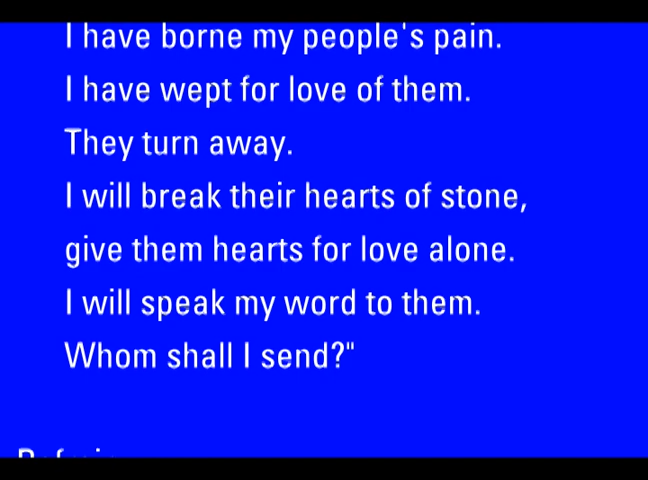 I have borne my people's pain.
I have wept for love of them.
They turn away.
I will break their hearts of stone,
give them hearts for love alone.
I will speak my word to them.
Whom shall I send?"